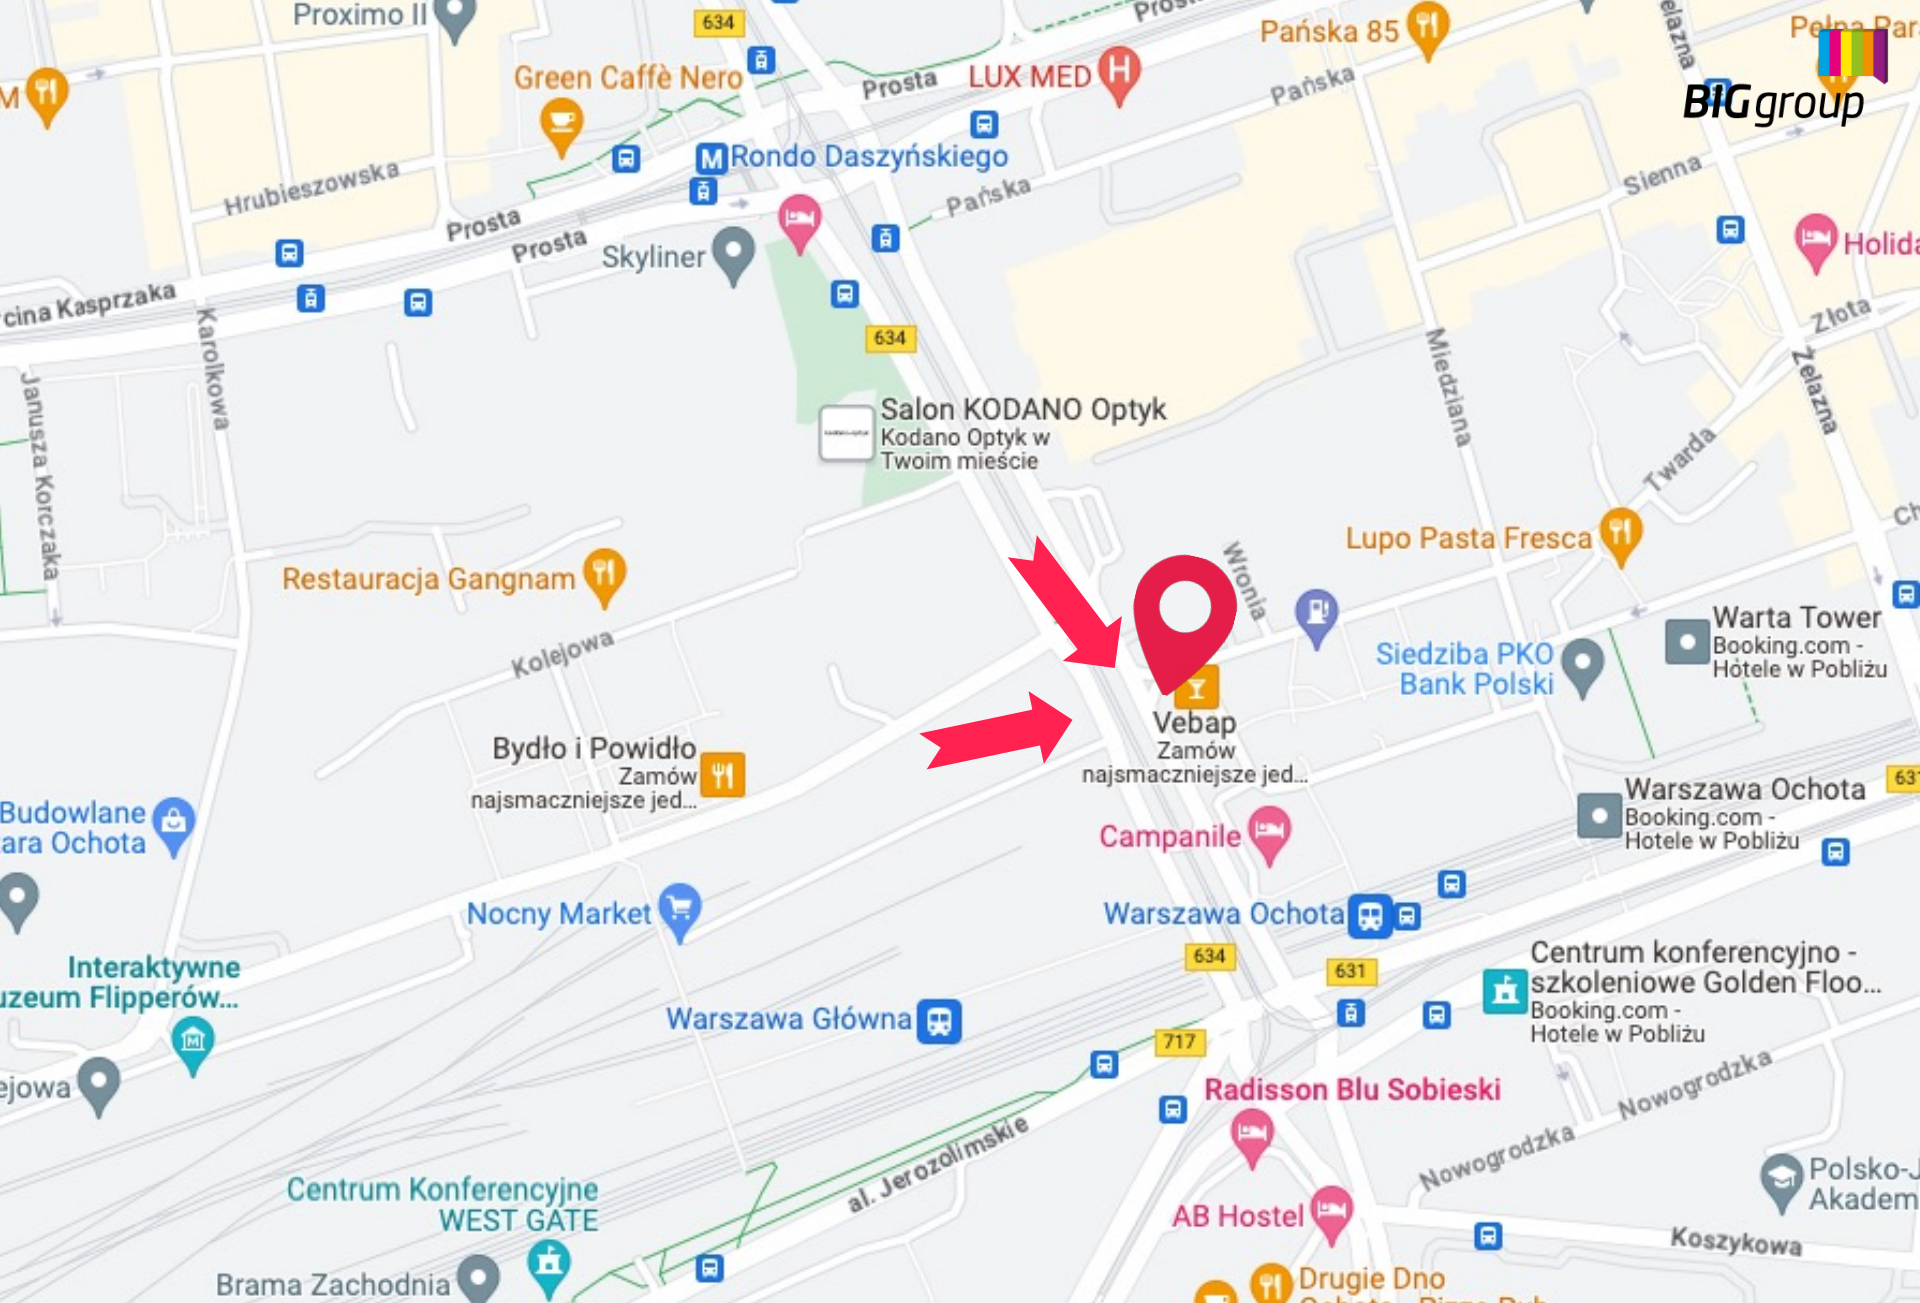 Proximo II
634
Prosta
Pańska 85
Żelazna
BIGgroup
M
Green Caffè Nero
Prosta
LUX MED
Pańska
Rondo Daszyńskiego
Hrubieszowska
Pańska
Sienna
Prosta
Prosta
Skyliner
Holida
cina Kasprzaka
Karolkowa
634
Złota
Miedziana
Żelazna
Janusza Korczaka
Salon KODANO Optyk
Kodano Optyk w
Twoim mieście
Twarda
Ch
Lupo Pasta Fresca
Wronia
Restauracja Gangnam
Warta Tower
Booking.com -
Hotele w Pobliżu
Kolejowa
Siedziba PKO
Bank Polski
Vebap
Zamów
najsmaczniejsze jed...
Bydło i Powidło
Zamów
najsmaczniejsze jed...
631
Warszawa Ochota
Booking.com -
Hotele w Pobliżu
Budowlane
ara Ochota
Campanile
Nocny Market
Warszawa Ochota
634
631
Centrum konferencyjno -
szkoleniowe Golden Floo...
Booking.com -
Hotele w Pobliżu
Interaktywne
uzeum Flipperów...
Warszawa Główna
717
ejowa
Radisson Blu Sobieski
Nowogrodzka
Nowogrodzka
al. Jerozolimskie
Centrum Konferencyjne
WEST GATE
Polsko-J
Akadem
AB Hostel
Koszykowa
Brama Zachodnia
Drugie Dno